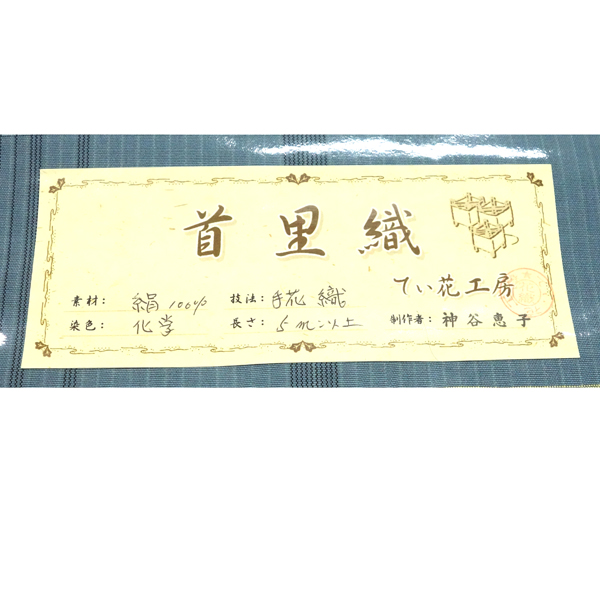 首里織
てい花工房
素材： 絹100% 技法：手花織
染色： 化学 長さ：5m以上 制作者：神谷恵子